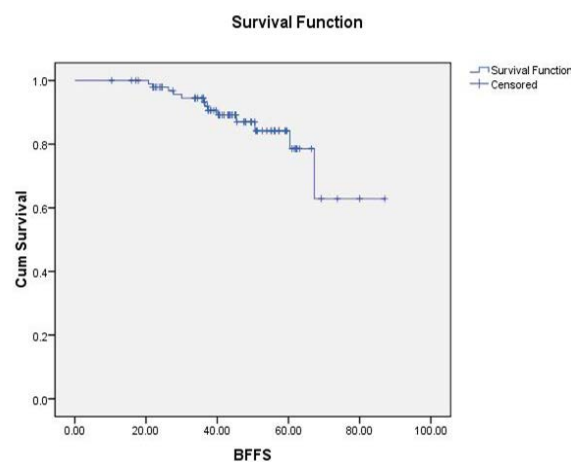 Survival Function
Survival Function
Censored
1.0
0.8
0.6
0.4
0.2
0.0
Cum Survival
0.00 20.00 40.00 60.00 80.00 100.00
BFFS